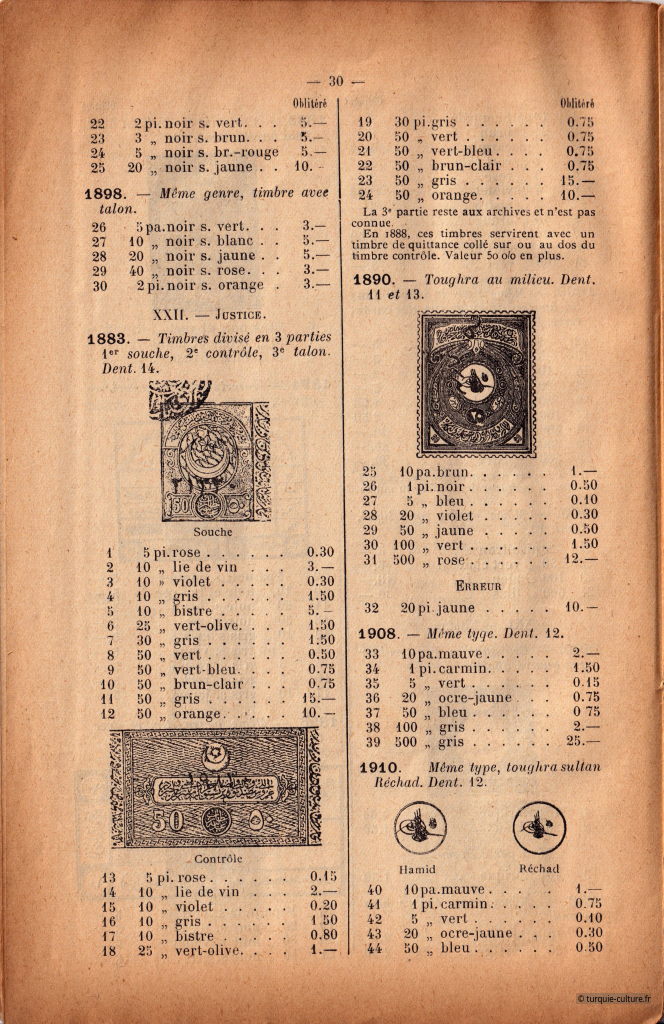 — 30 —
Oblitéré
22 2 pi. noir s. vert. . . 5.—
23 3 „ noir s. brun. . . 5.—
24 5 „ noir s. br.-rouge 5.—
25 20 „ noir s. jaune . . 10. -
1898. — Même genre, timbre avec
talon.
26 5 pa. noir s. vert. . . 3.—
27 10 „ noir s. blanc . . 5.—
28 20 „ noir s. jaune . . 5.—
29 40 „ noir s. rose. . . 3.—
30 2 pi. noir s. orange . 3.—
XXII. — Justice.
1883. — Timbres divisé en 3 parties
1er souche, 2e contrôle, 3e talon.
Dent. 14.
50
Souche
1 5 pi. rose . . . . . . 0.30
2 10 „ lie de vin . . . 3.—
3 10 » violet . . . . . 0.30
4 10 „ gris . . . . . . 1.50
5 10 „ bistre . . . . . 5. –
6 25 „ vert-olive. . . . 1.50
7 30 „ gris . . . . . . 1.50
8 50 „ vert . . . . . . 0.50
9 50 „ vert-bleu. . . . 0.75
10 50 „ brun-clair . . . 0.75
11 50 „ gris . . . . . . 15.—
12 50 „ orange. . . . . 10.—
50
Contrôle
13 5 pi. rose . . . . . . 0.15
14 10 „ lie de vin . . . 2.—
15 10 „ violet . . . . . 0.20
16 10 „ gris . . . . . . 1 50
17 10 „ bistre . . . . . 0.80
18 25 „ vert-olive. . . . 1.—
Oblitéré
19 30 pi. gris . . . . . . 0.75
20 50 „ vert . . . . . . 0.75
21 50 „ vert-bleu . . . . 0.75
22 50 „ brun-clair . . . 0.75
23 50 „ gris . . . . . . 15.—
24 50 „ orange. . . . . 10.—
La 3e partie reste aux archives et n'est pas
connue.
En 1888, ces timbres servirent avec un
timbre de quittance collé sur ou au dos du
timbre contrôle. Valeur 50 o/o en plus.
1890. — Toughra au milieu. Dent.
11 et 13.
25 10 pa. brun. . . . . . 1.—
26 1 pi. noir . . . . . . 0.50
27 5 „ bleu . . . . . . 0.10
28 20 „ violet . . . . . 0.30
29 50 „ jaune . . . . . 0.50
30 100 „ vert . . . . . . 1.50
31 500 „ rose . . . . . . 12.—
Erreur
32 20 pi jaune . . . . . 10.—
1908. — Même tyqe. Dent. 12.
33 10 pa. mauve . . . . . 2.—
34 1 pi. carmin. . . . . 1.50
35 5 „ vert . . . . . . 0.15
36 20 „ ocre-jaune . . . 0.75
37 50 „ bleu . . . . . . 0 75
38 100 „ gris . . . . . . 2.—
39 500 „ gris . . . . . . 25.—
1910. Même type, toughra sultan
Réchad. Dent. 12.
Hamid Réchad
40 10 pa. mauve . . . . . 1.—
41 1 pi. carmin. . . . . 0.75
42 5 „ vert . . . . . . 0.10
43 20 „ ocre-jaune . . . 0.30
44 50 „ bleu . . . . . . 0.50
© turquie-culture.fr